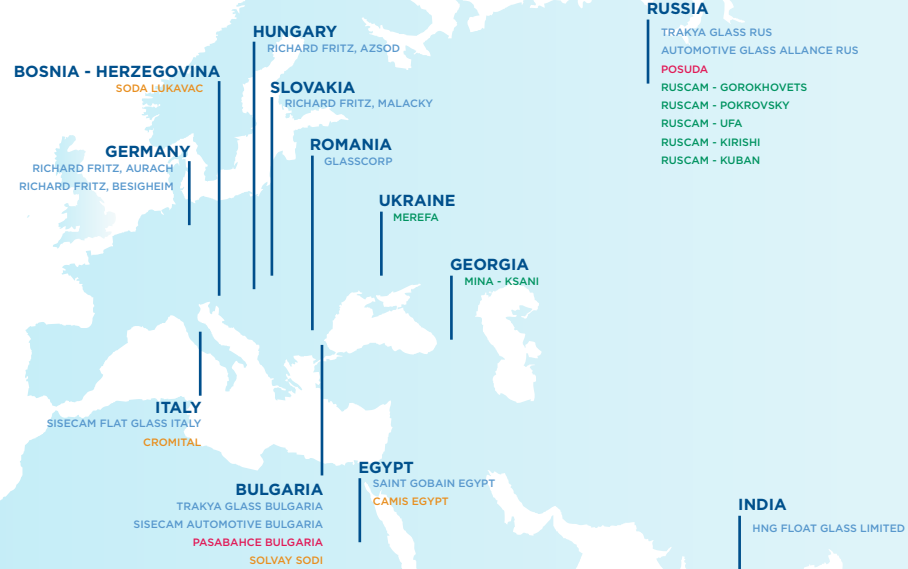 RUSSIA
TRAKYA GLASS RUS
AUTOMOTIVE GLASS ALLANCE RUS
POSUDA
RUSCAM - GOROKHOVETS
RUSCAM - POKROVSKY
RUSCAM - UFA
RUSCAM - KIRISHI
RUSCAM - KUBAN
HUNGARY
RICHARD FRITZ, AZSOD
BOSNIA - HERZEGOVINA
SODA LUKAVAC
SLOVAKIA
RICHARD FRITZ, MALACKY
GERMANY
RICHARD FRITZ, AURACH
RICHARD FRITZ, BESIGHEIM
ROMANIA
GLASSCORP
UKRAINE
MEREFA
GEORGIA
MINA - KSANI
ITALY
SISECAM FLAT GLASS ITALY
CROMITAL
BULGARIA
TRAKYA GLASS BULGARIA
SISECAM AUTOMOTIVE BULGARIA
PASABAHCE BULGARIA
SOLVAY SODI
EGYPT
SAINT GOBAIN EGYPT
CAMIS EGYPT
INDIA
HNG FLOAT GLASS LIMITED